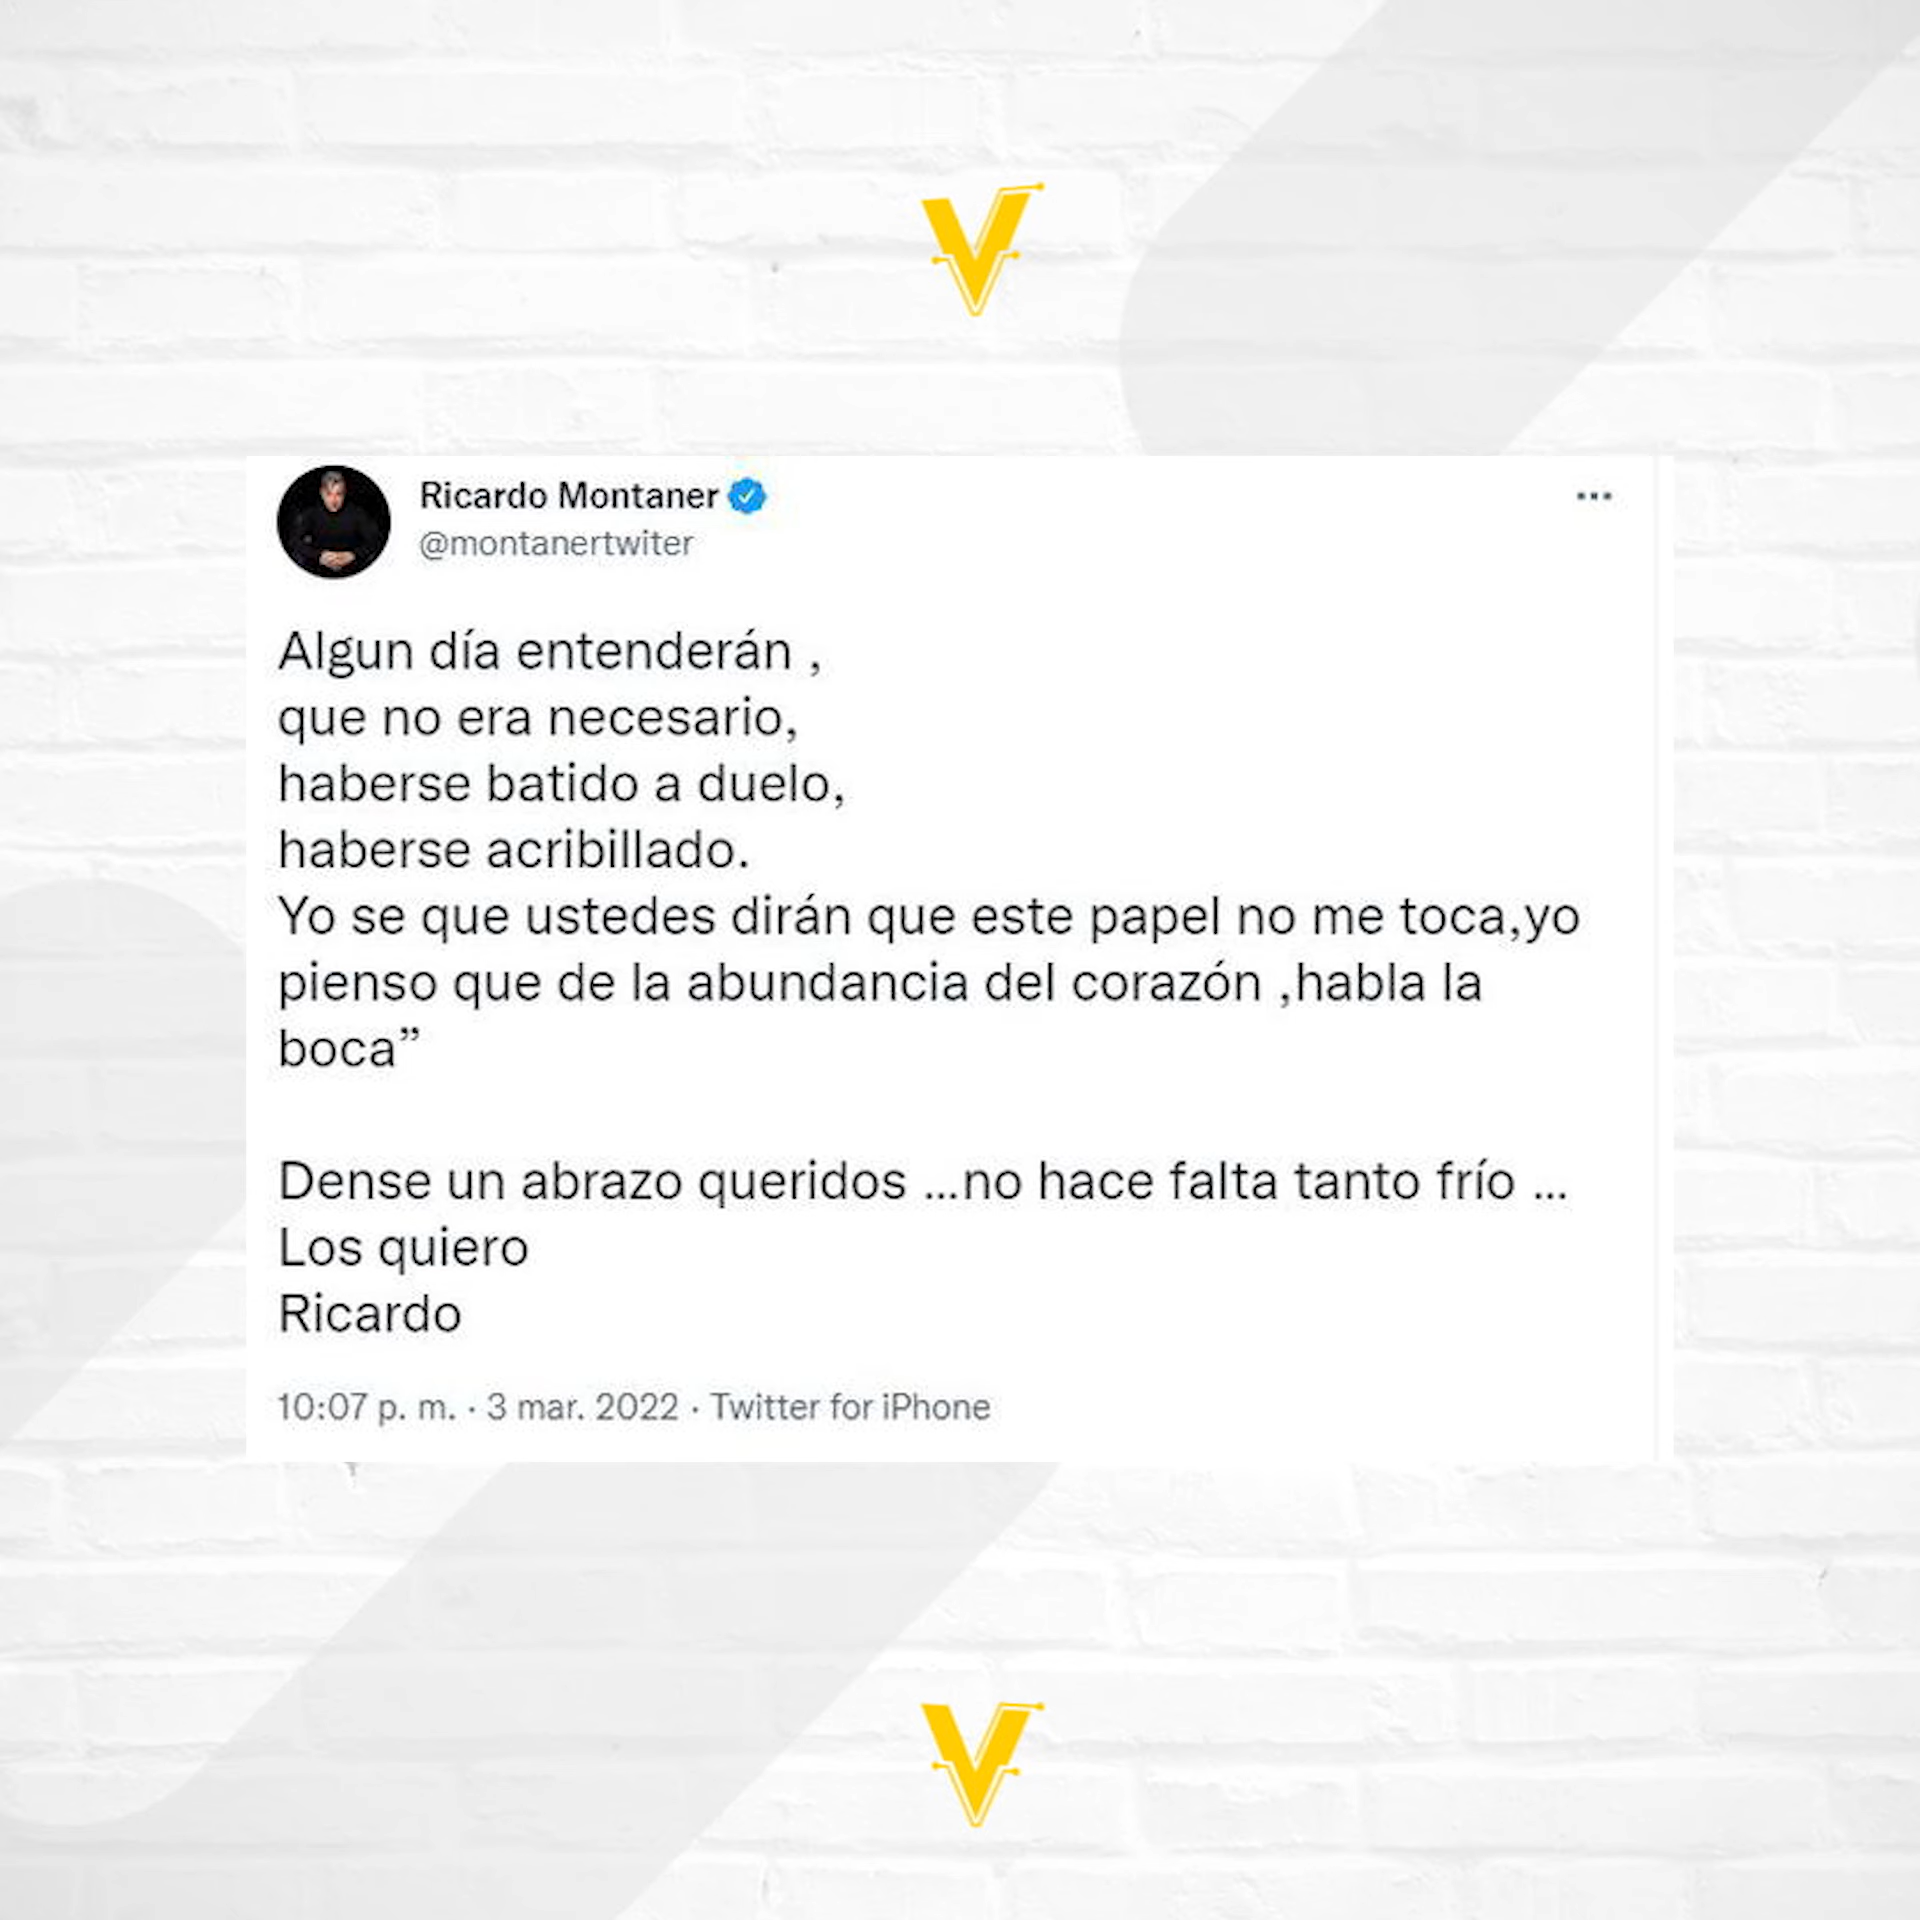 V
Ricardo Montaner
@montanertwiter
Algun día entenderán ,
que no era necesario,
haberse batido a duelo,
haberse acribillado.
Yo se que ustedes dirán que este papel no me toca,yo
pienso que de la abundancia del corazón ,habla la
boca”
Dense un abrazo queridos ...no hace falta tanto frío ...
Los quiero
Ricardo
10:07 p. m. · 3 mar. 2022 · Twitter for iPhone
V